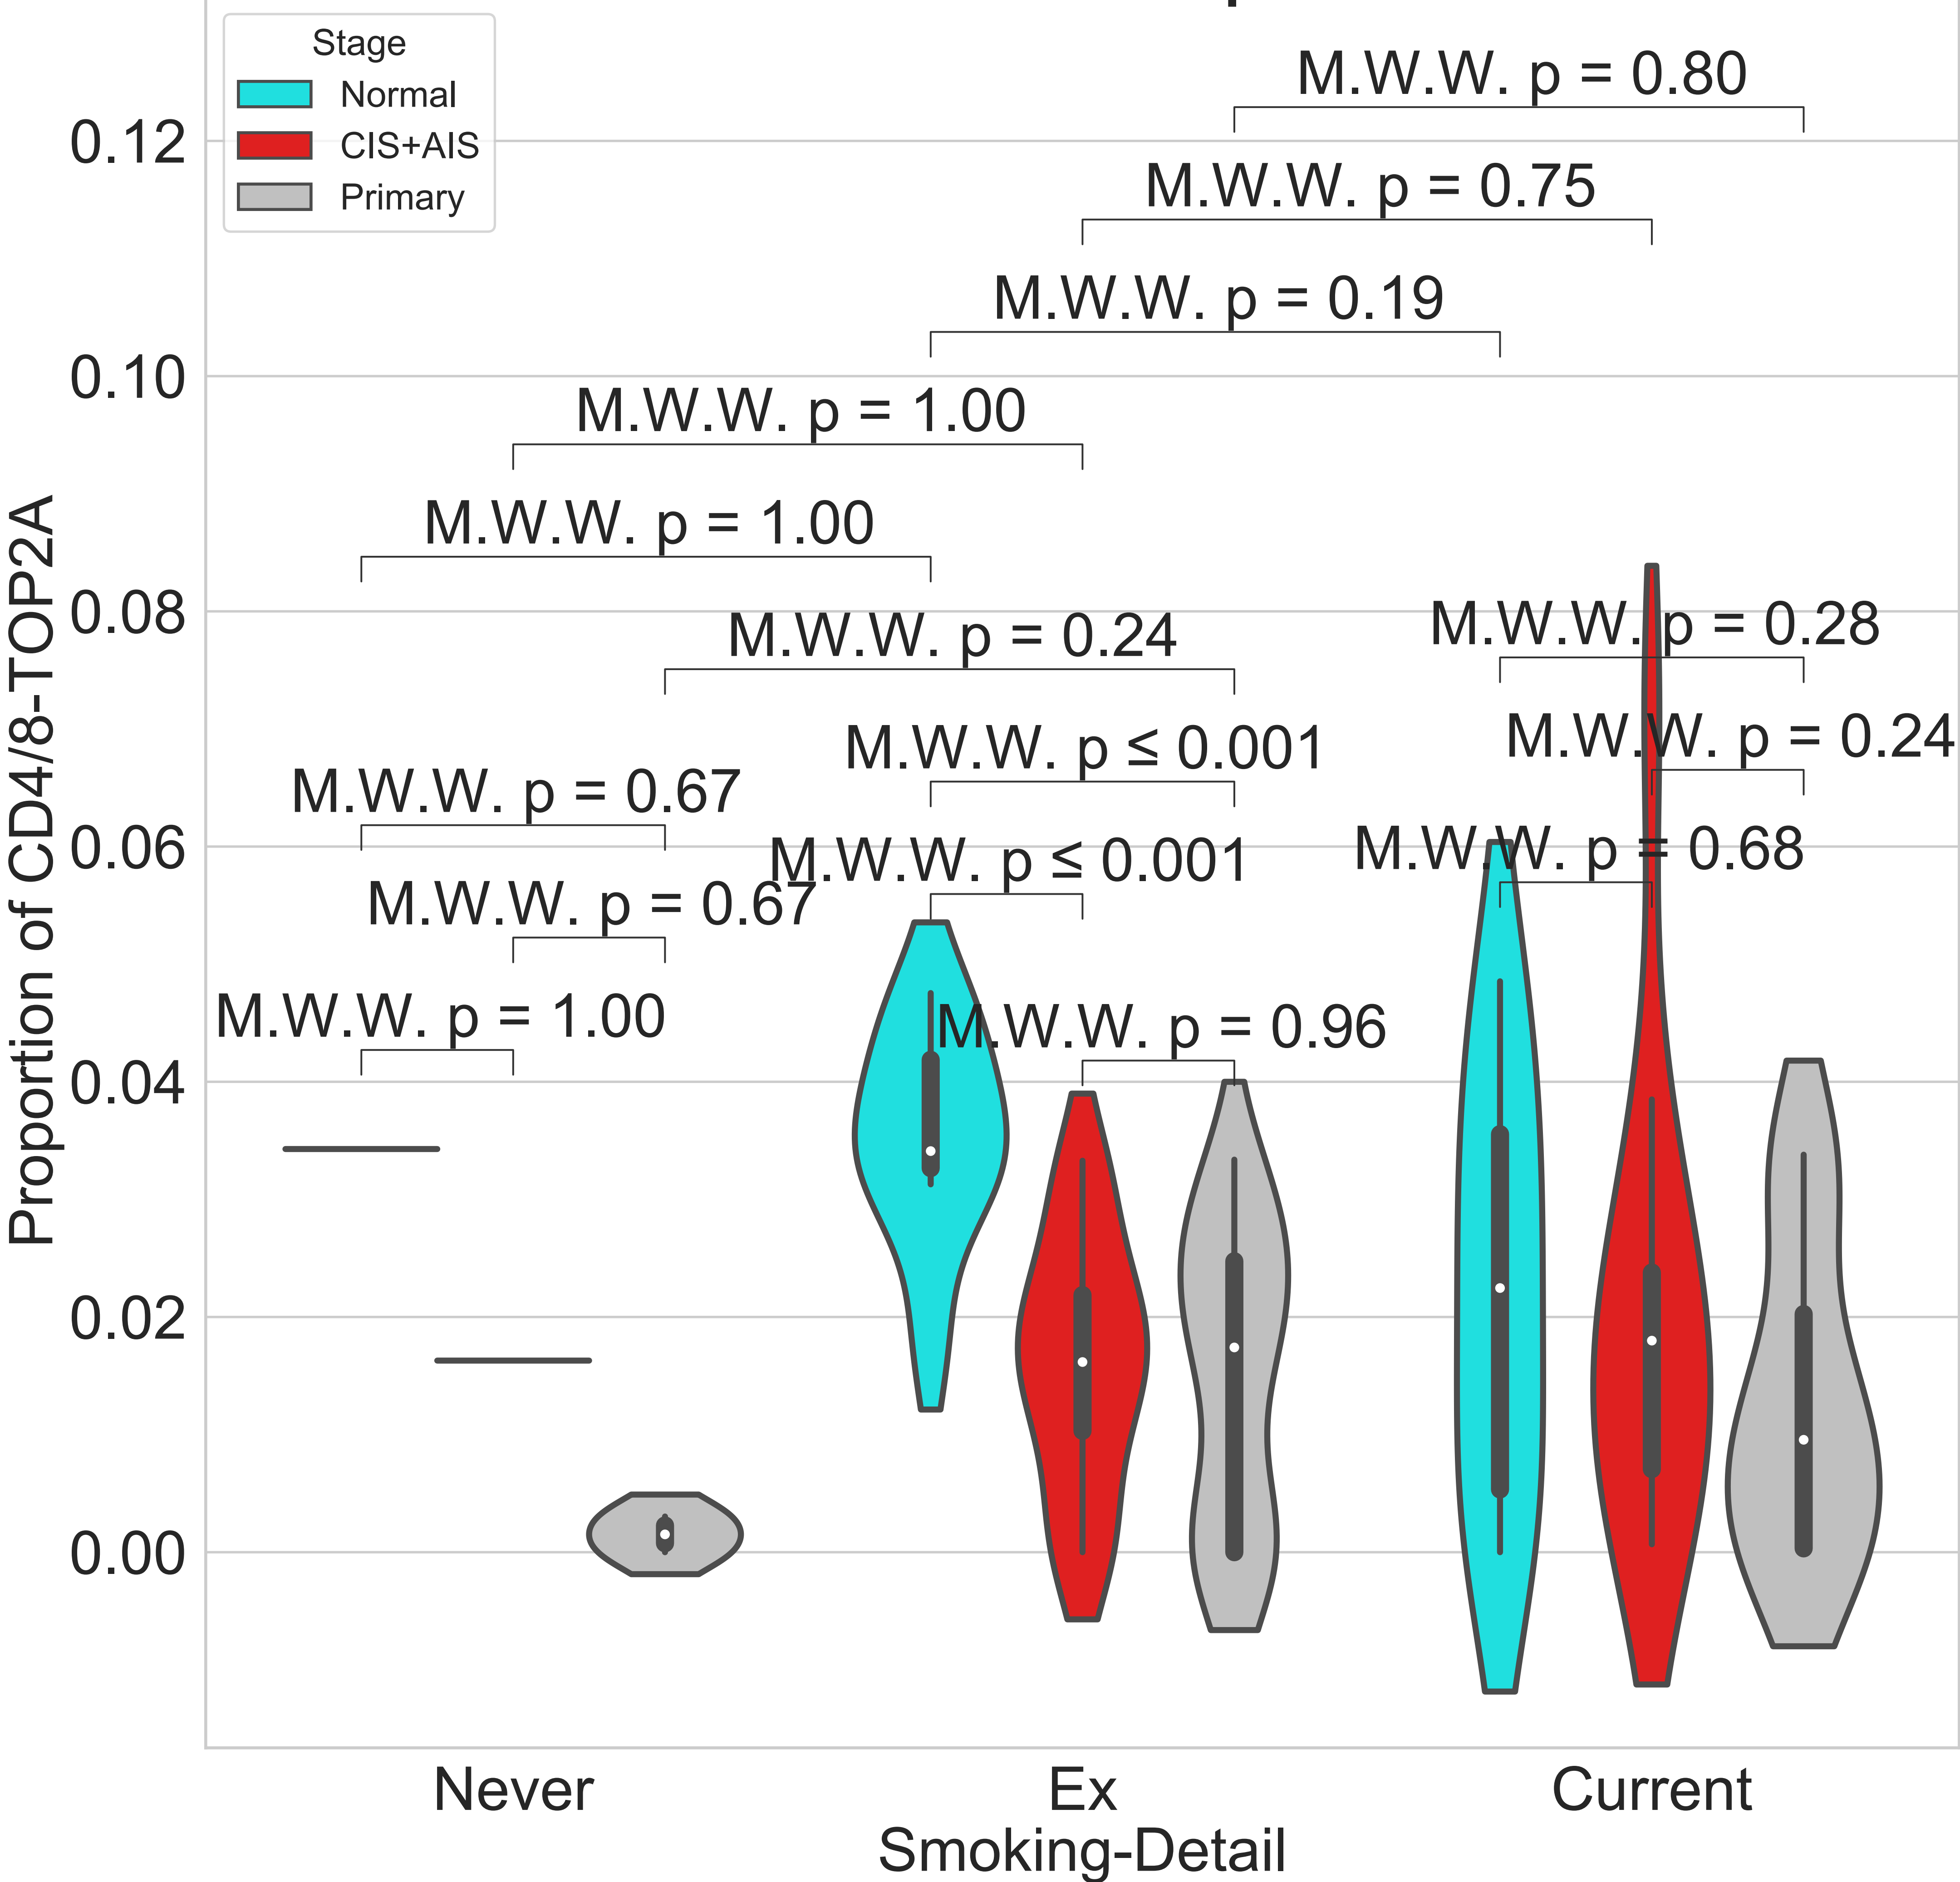 Stage
Normal
CIS+AIS
Primary
M.W.W. p = 0.80
M.W.W. p = 0.75
M.W.W. p = 0.19
M.W.W. p = 1.00
M.W.W. p = 1.00
M.W.W. p = 0.24
M.W.W. p = 0.28
M.W.W. p ≤ 0.001
M.W.W. p = 0.24
M.W.W. p = 0.67
M.W.W. p ≤ 0.001
M.W.W. p = 0.68
M.W.W. p = 0.67
M.W.W. p = 1.00
M.W.W. p = 0.96
0.12
0.10
0.08
0.06
0.04
0.02
0.00
Proportion of CD4/8-TOP2A
Never
Ex
Current
Smoking-Detail